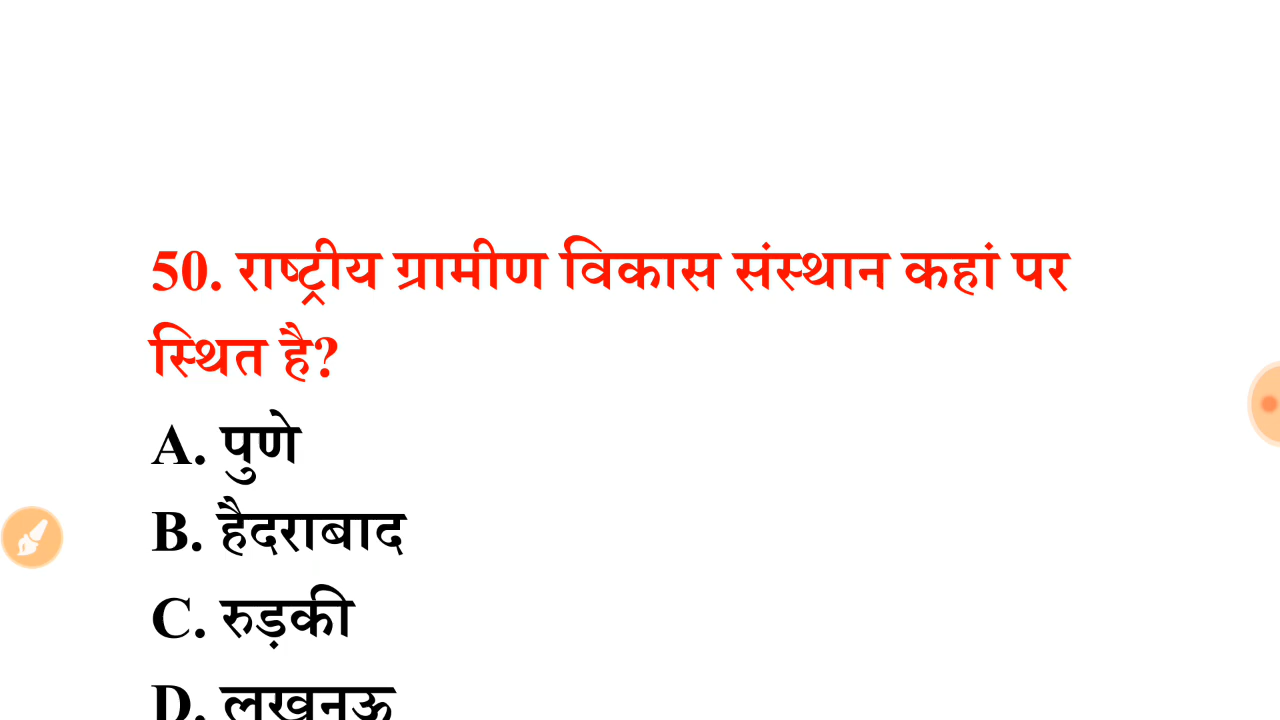 50. राष्ट्रीय ग्रामीण विकास संस्थान कहां पर
स्थित है?
A. पुणे
B. हैदराबाद
C. रुड़की
D. लखनऊ